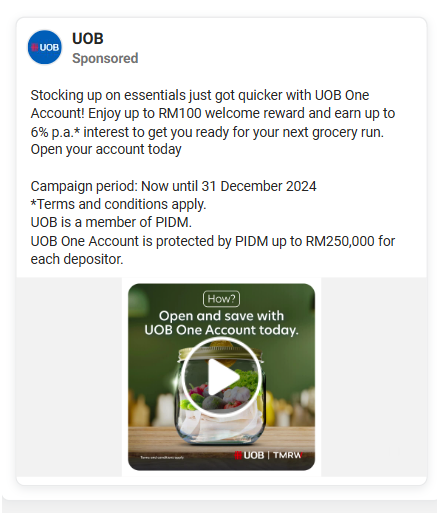 UOB
UOB
Sponsored
Stocking up on essentials just got quicker with UOB One
Account! Enjoy up to RM100 welcome reward and earn up to
6% p.a.* interest to get you ready for your next grocery run.
Open your account today
Campaign period: Now until 31 December 2024
*Terms and conditions apply.
UOB is a member of PIDM.
UOB One Account is protected by PIDM up to RM250,000 for
each depositor.
How?
Open and save with
UOB One Account today.
Terms and conditions apply
UOB | TMRW